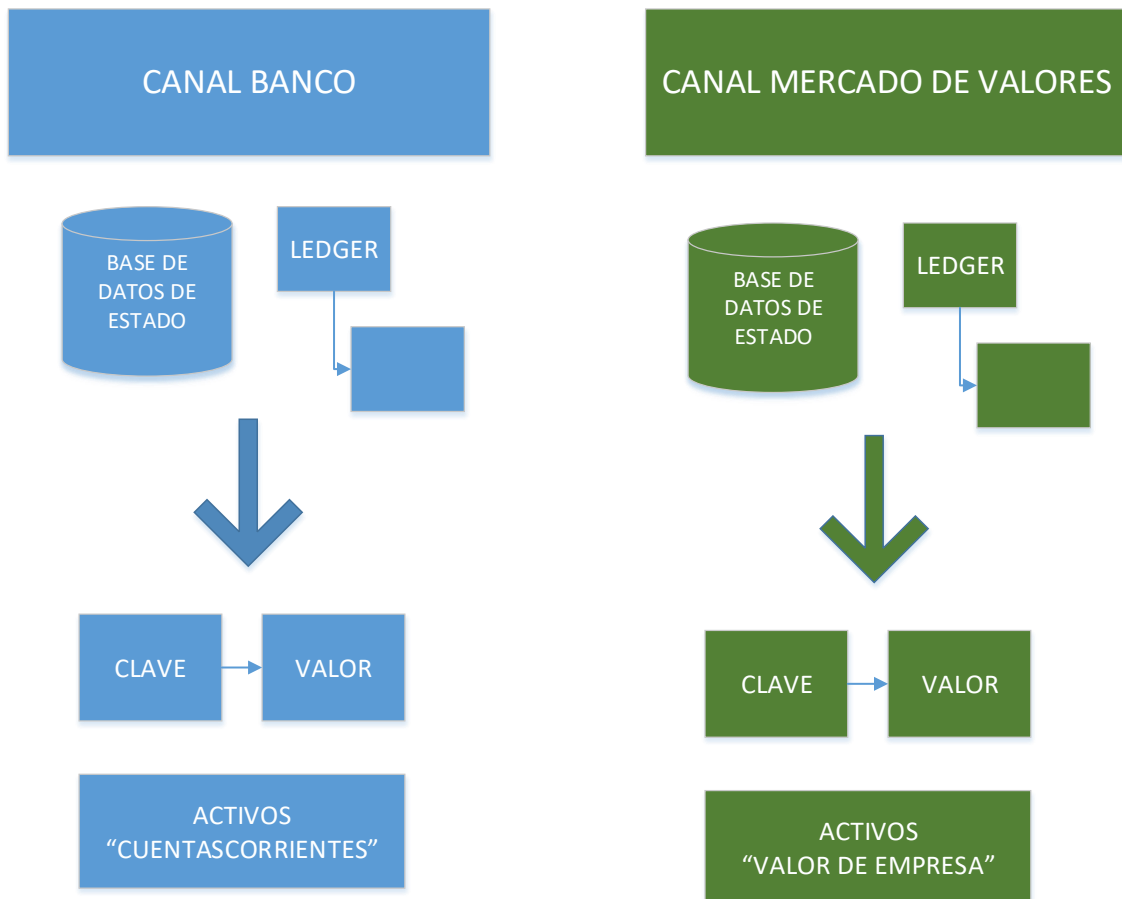 CANAL BANCO
BASE DE
DATOS DE
ESTADO
LEDGER
CLAVE
VALOR
ACTIVOS
“CUENTASCORRIENTES”
CANAL MERCADO DE VALORES
BASE DE
DATOS DE
ESTADO
LEDGER
CLAVE
VALOR
ACTIVOS
“VALOR DE EMPRESA”